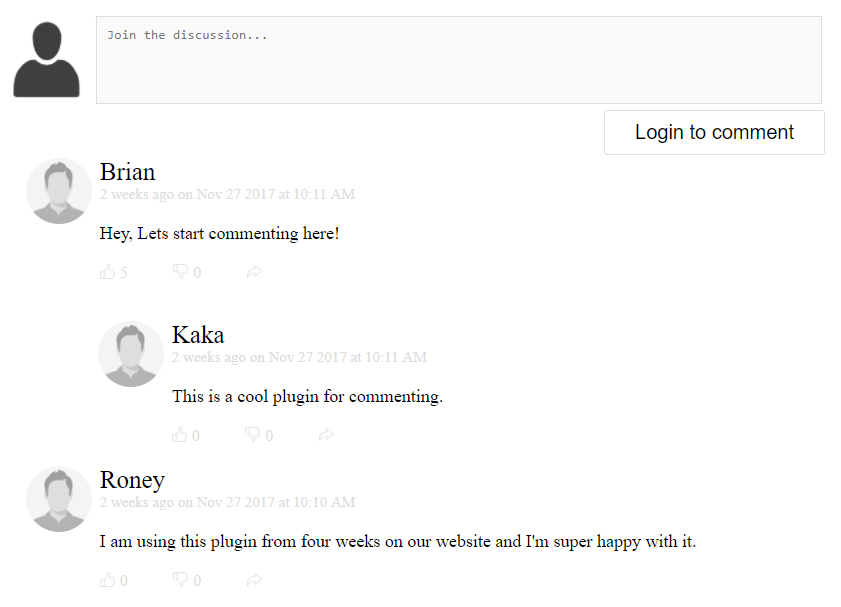 Join the discussion...
Login to comment
Brian
2 weeks ago on Nov 27 2017 at 10:11 AM
Hey, Lets start commenting here!
5 0
Kaka
2 weeks ago on Nov 27 2017 at 10:11 AM
This is a cool plugin for commenting.
0 0
Roney
2 weeks ago on Nov 27 2017 at 10:10 AM
I am using this plugin from four weeks on our website and I'm super happy with it.
0 0